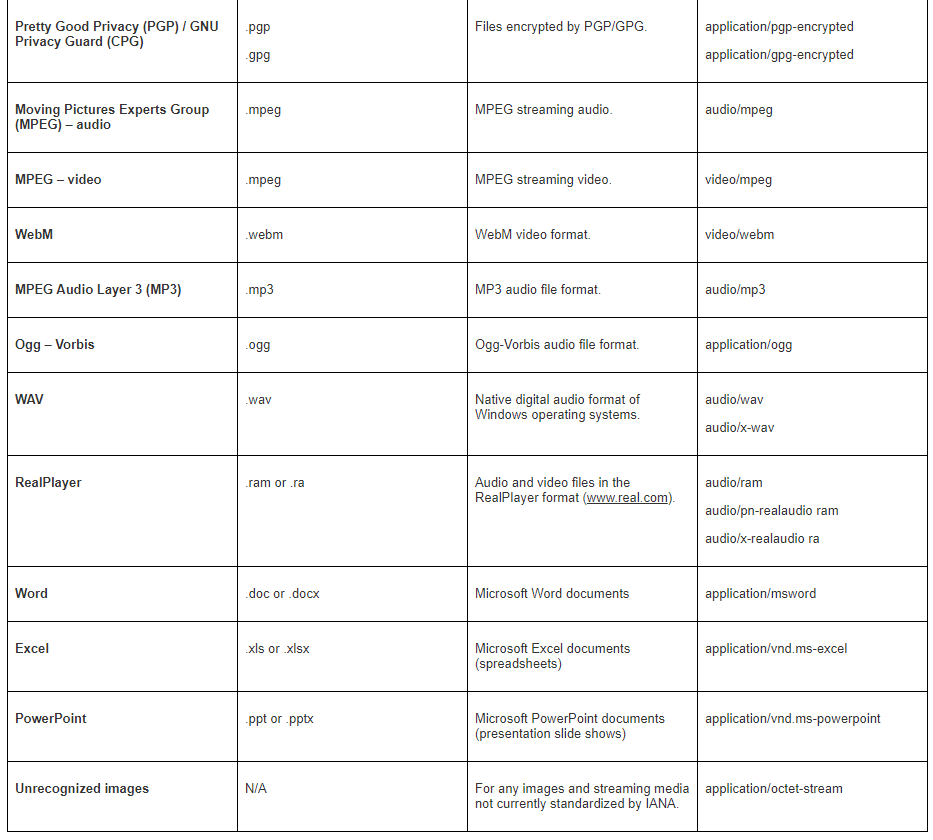 Pretty Good Privacy (PGP) / GNU
Privacy Guard (CPG)
.pgp
.gpg
Files encrypted by PGP/GPG.
application/pgp-encrypted
application/gpg-encrypted
Moving Pictures Experts Group
(MPEG) – audio
.mpeg
MPEG streaming audio.
audio/mpeg
MPEG – video
.mpeg
MPEG streaming video.
video/mpeg
WebM
.webm
WebM video format.
video/webm
MPEG Audio Layer 3 (MP3)
.mp3
MP3 audio file format.
audio/mp3
Ogg – Vorbis
.ogg
Ogg-Vorbis audio file format.
application/ogg
WAV
.wav
Native digital audio format of
Windows operating systems.
audio/wav
audio/x-wav
RealPlayer
.ram or .ra
Audio and video files in the
RealPlayer format (www.real.com).
audio/ram
audio/pn-realaudio ram
audio/x-realaudio ra
Word
.doc or .docx
Microsoft Word documents
application/msword
Excel
.xls or .xlsx
Microsoft Excel documents
(spreadsheets)
application/vnd.ms-excel
PowerPoint
.ppt or .pptx
Microsoft PowerPoint documents
(presentation slide shows)
application/vnd.ms-powerpoint
Unrecognized images
N/A
For any images and streaming media
not currently standardized by IANA.
application/octet-stream